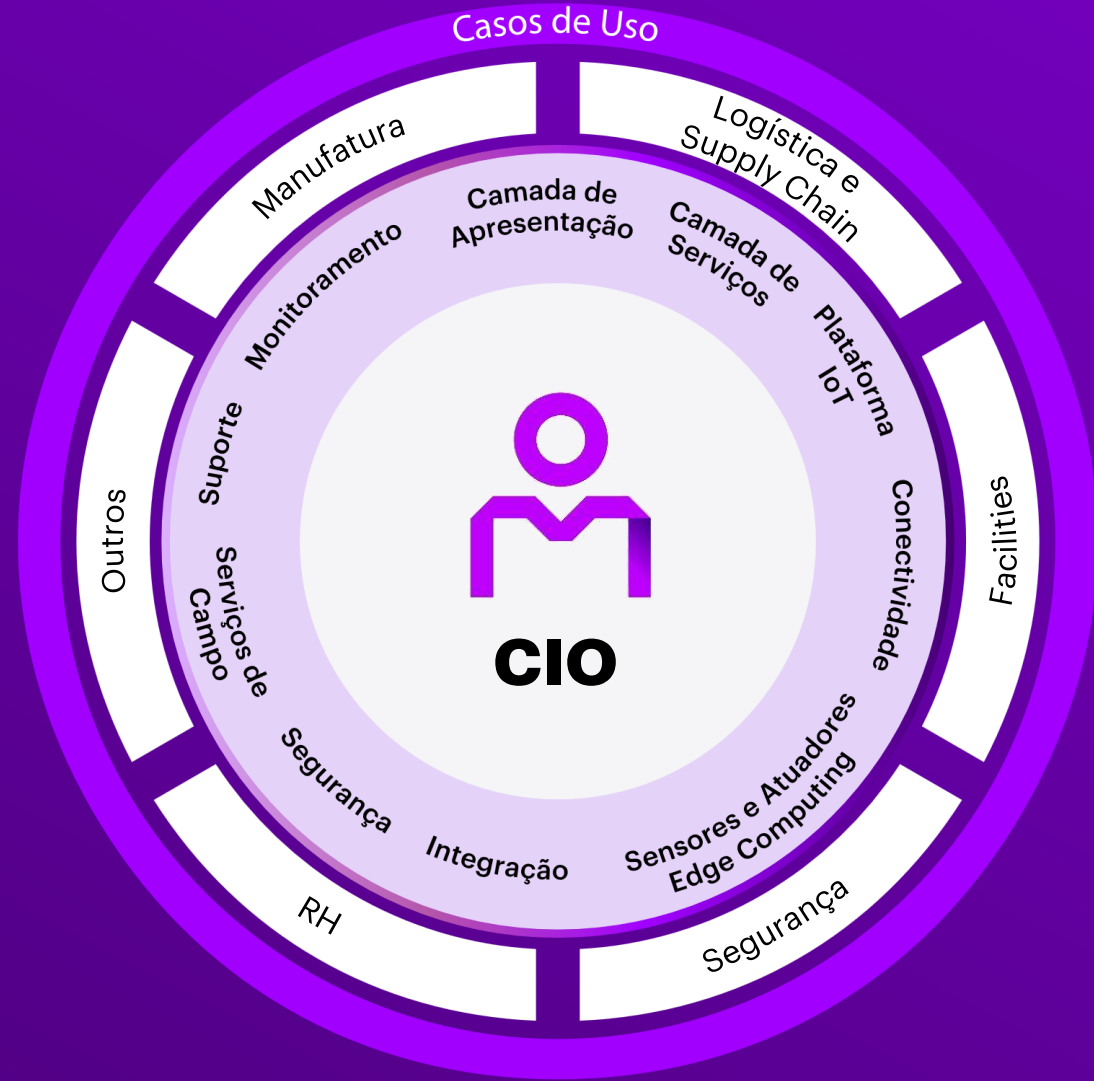 Casos de Uso
Manufatura
Logística e
Supply Chain
Facilities
Segurança
RH
Outros
Camada de
Apresentação
Camada de
Serviços
Plataforma
IoT
Conectividade
Sensores e Atuadores
Edge Computing
Integração
Segurança
Serviços de
Campo
Suporte
Monitoramento
CIO